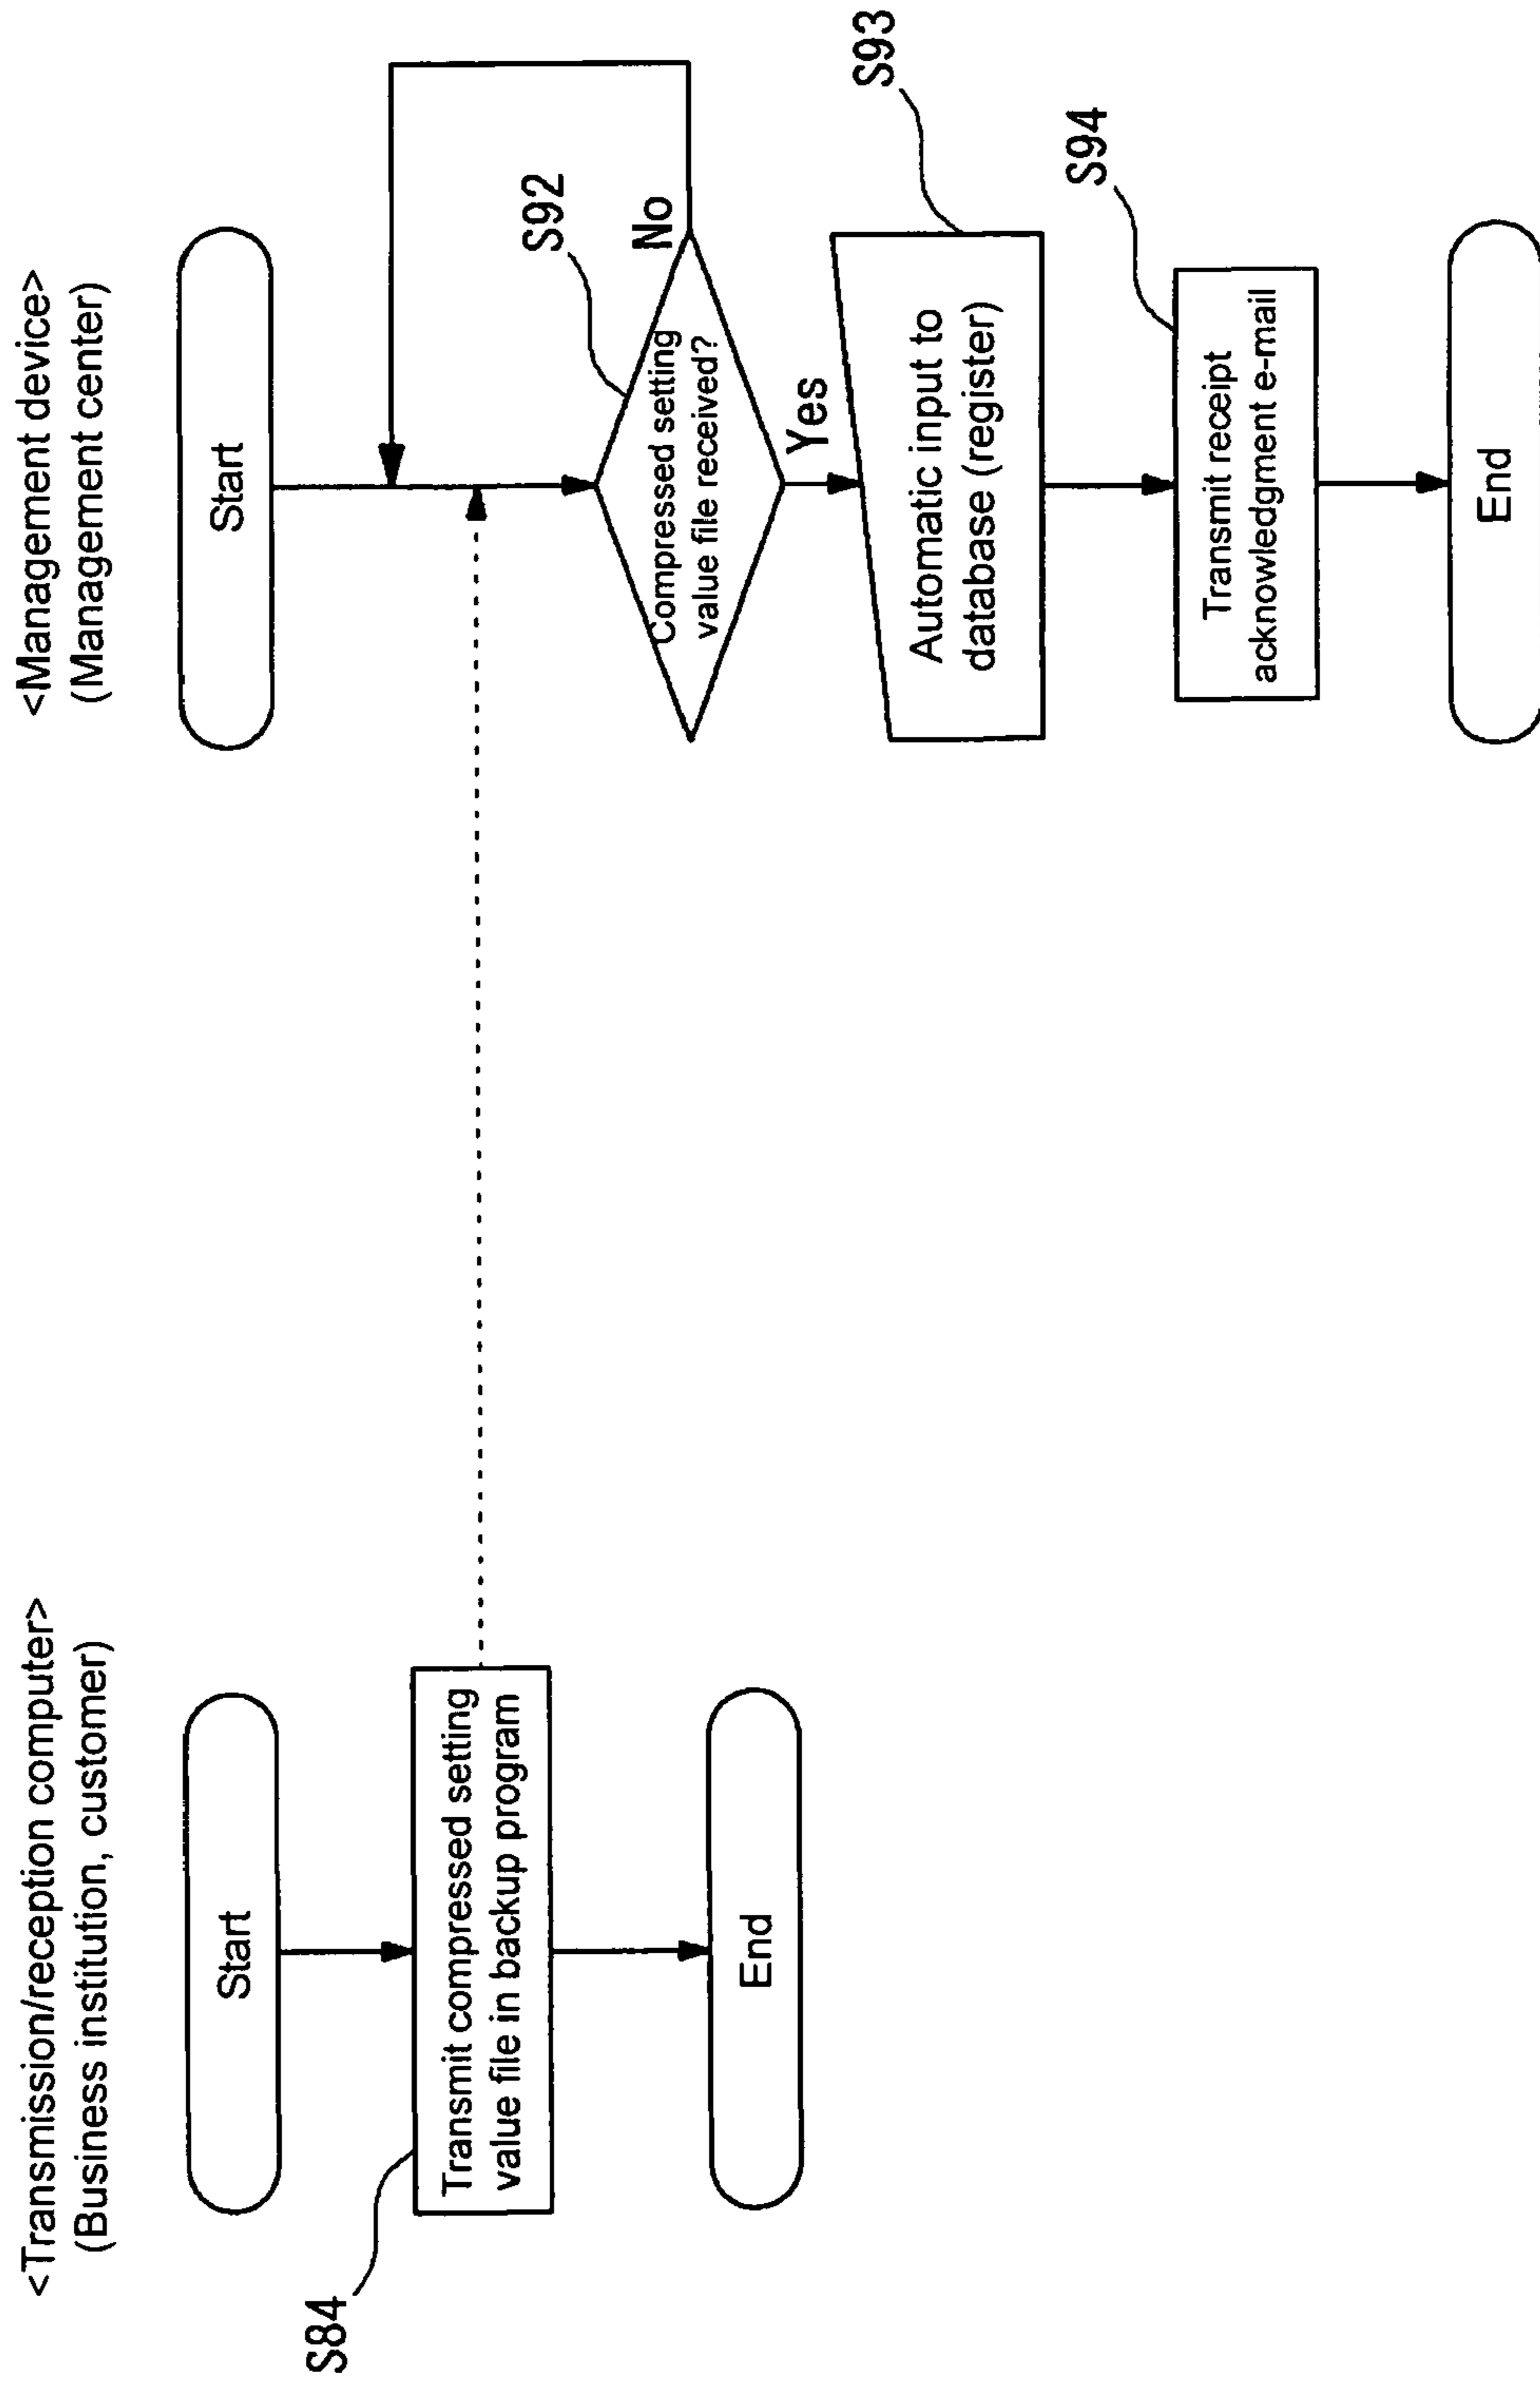 <Transmission/reception computer>
(Business institution, customer)
Start
S84
Transmit compressed setting
value file in backup program
End
<Management device>
(Management center)
Start
S92
Compressed setting
value file received?
No
Yes
S93
Automatic input to
database (register)
S94
Transmit receipt
acknowledgment e-mail
End